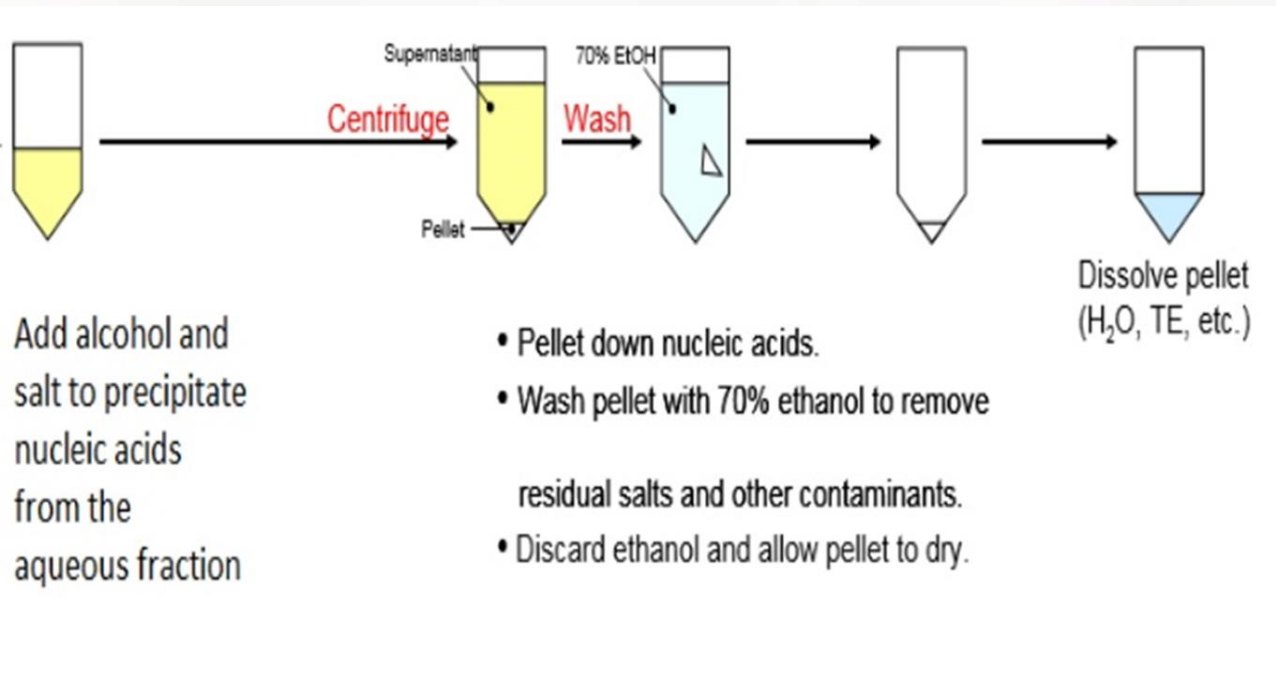 Supernatant
70% EtOH
Centrifuge
Wash
Pellet
Dissolve pellet
(H₂O, TE, etc.)
Add alcohol and
salt to precipitate
nucleic acids
from the
aqueous fraction
• Pellet down nucleic acids.
• Wash pellet with 70% ethanol to remove
residual salts and other contaminants.
• Discard ethanol and allow pellet to dry.